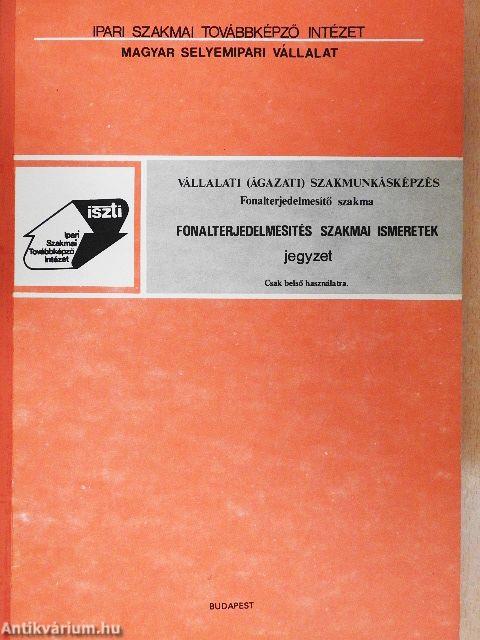 IPARI SZAKMAI TOVÁBBKÉPZŐ INTÉZET
MAGYAR SELYEMIPARI VÁLLALAT
iszti
Ipari
Szakmai
Továbbképző
Intézet
VÁLLALATI (ÁGAZATI) SZAKMUNKÁSKÉPZÉS
Fonalterjedelmesítő szakma
FONALTERJEDELMESITÉS SZAKMAI ISMERETEK
jegyzet
Csak belső használatra.
BUDAPEST
Antikvárium.hu